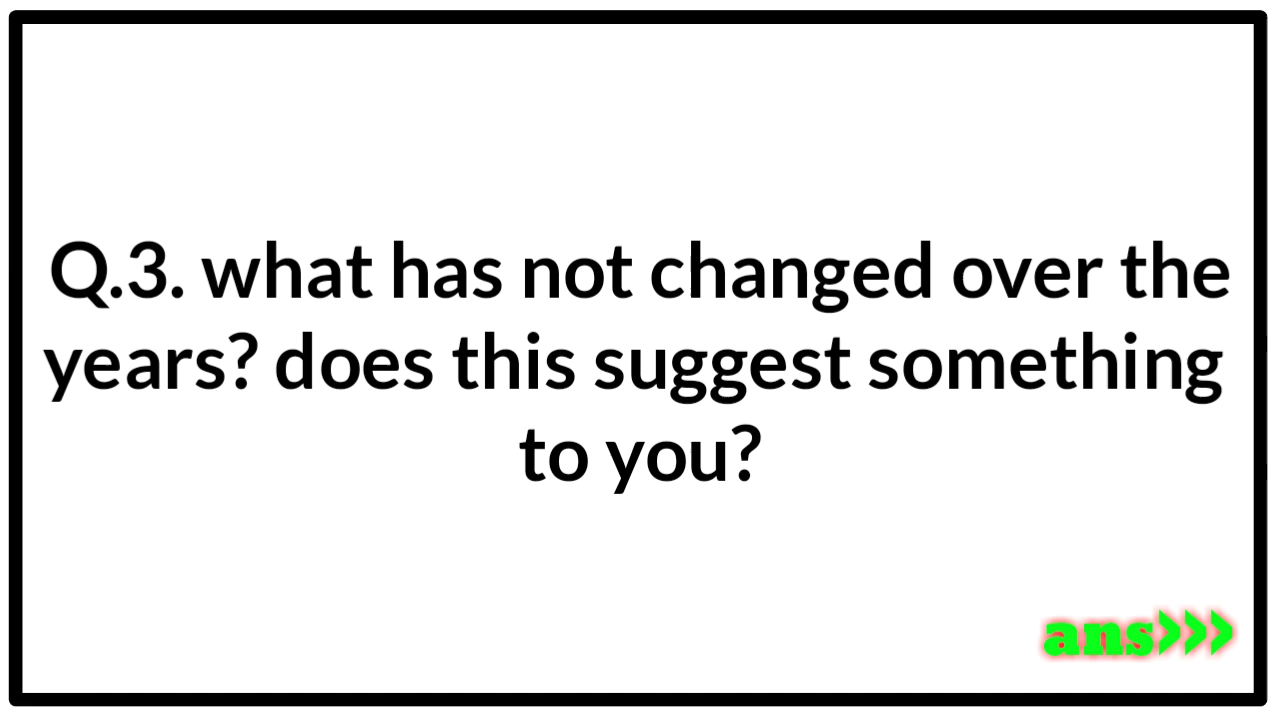 Q.3. what has not changed over the
years? does this suggest something
to you?
ans>>>